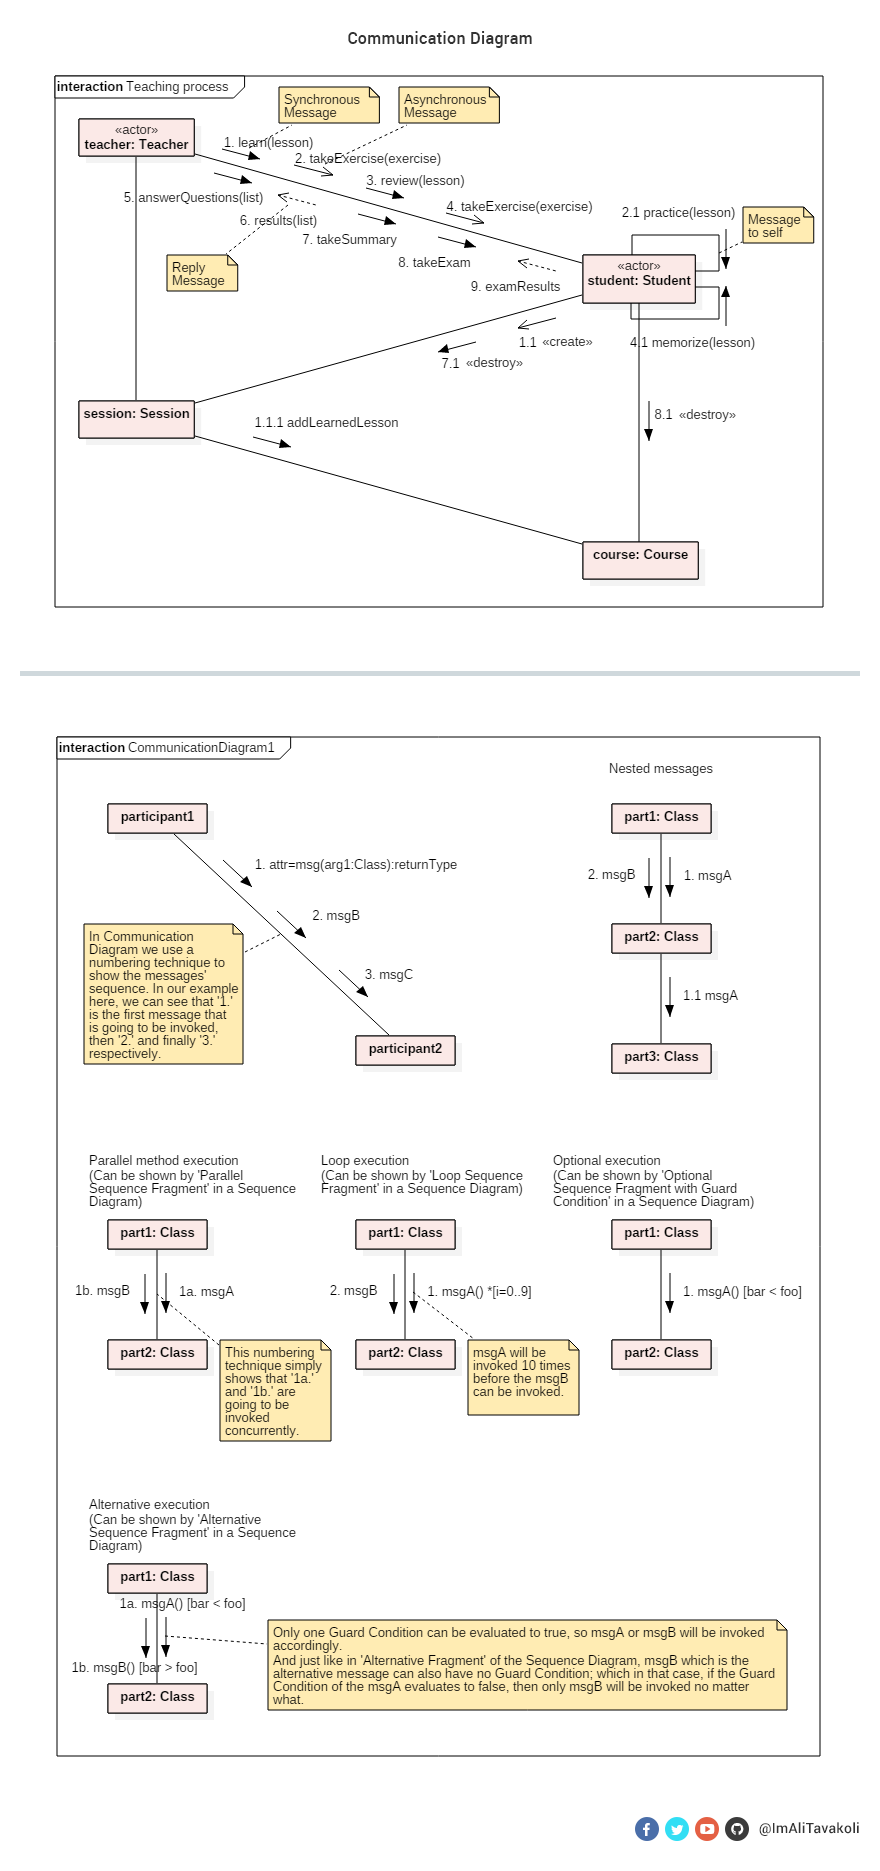 Communication Diagram
interaction Teaching process
Synchronous
Message
Asynchronous
Message
«actor»
teacher: Teacher
1. learn(lesson)
2. takeExercise(exercise)
3. review(lesson)
5. answerQuestions(list)
4. takeExercise(exercise)
6. results(list)
7. takeSummary
2.1 practice(lesson)
Message
to self
8. takeExam
Reply
Message
9. examResults
«actor»
student: Student
1.1 «create»
4.1 memorize(lesson)
7.1 «destroy»
session: Session
1.1.1 addLearnedLesson
8.1 «destroy»
course: Course
interaction CommunicationDiagram1
Nested messages
participant1
1. attr=msg(arg1:Class):returnType
2. msgB
3. msgC
In Communication
Diagram we use a
numbering technique to
show the messages'
sequence. In our example
here, we can see that '1.'
is the first message that
is going to be invoked,
then '2.' and finally '3.'
respectively.
participant2
part1: Class
2. msgB
1. msgA
part2: Class
1.1 msgA
part3: Class
Parallel method execution
(Can be shown by 'Parallel
Sequence Fragment' in a Sequence
Diagram)
part1: Class
1b. msgB
1a. msgA
part2: Class
This numbering
technique simply
shows that '1a.'
and '1b.' are
going to be
invoked
concurrently.
Loop execution
(Can be shown by 'Loop Sequence
Fragment' in a Sequence Diagram)
part1: Class
2. msgB
1. msgA() *[i=0..9]
part2: Class
msgA will be
invoked 10 times
before the msgB
can be invoked.
Optional execution
(Can be shown by 'Optional
Sequence Fragment with Guard
Condition' in a Sequence Diagram)
part1: Class
1. msgA() [bar < foo]
part2: Class
Alternative execution
(Can be shown by 'Alternative
Sequence Fragment' in a Sequence
Diagram)
part1: Class
1a. msgA() [bar < foo]
1b. msgB() [bar > foo]
part2: Class
Only one Guard Condition can be evaluated to true, so msgA or msgB will be invoked
accordingly.
And just like in 'Alternative Fragment' of the Sequence Diagram, msgB which is the
alternative message can also have no Guard Condition; which in that case, if the Guard
Condition of the msgA evaluates to false, then only msgB will be invoked no matter
what.
@ImAliTavakoli